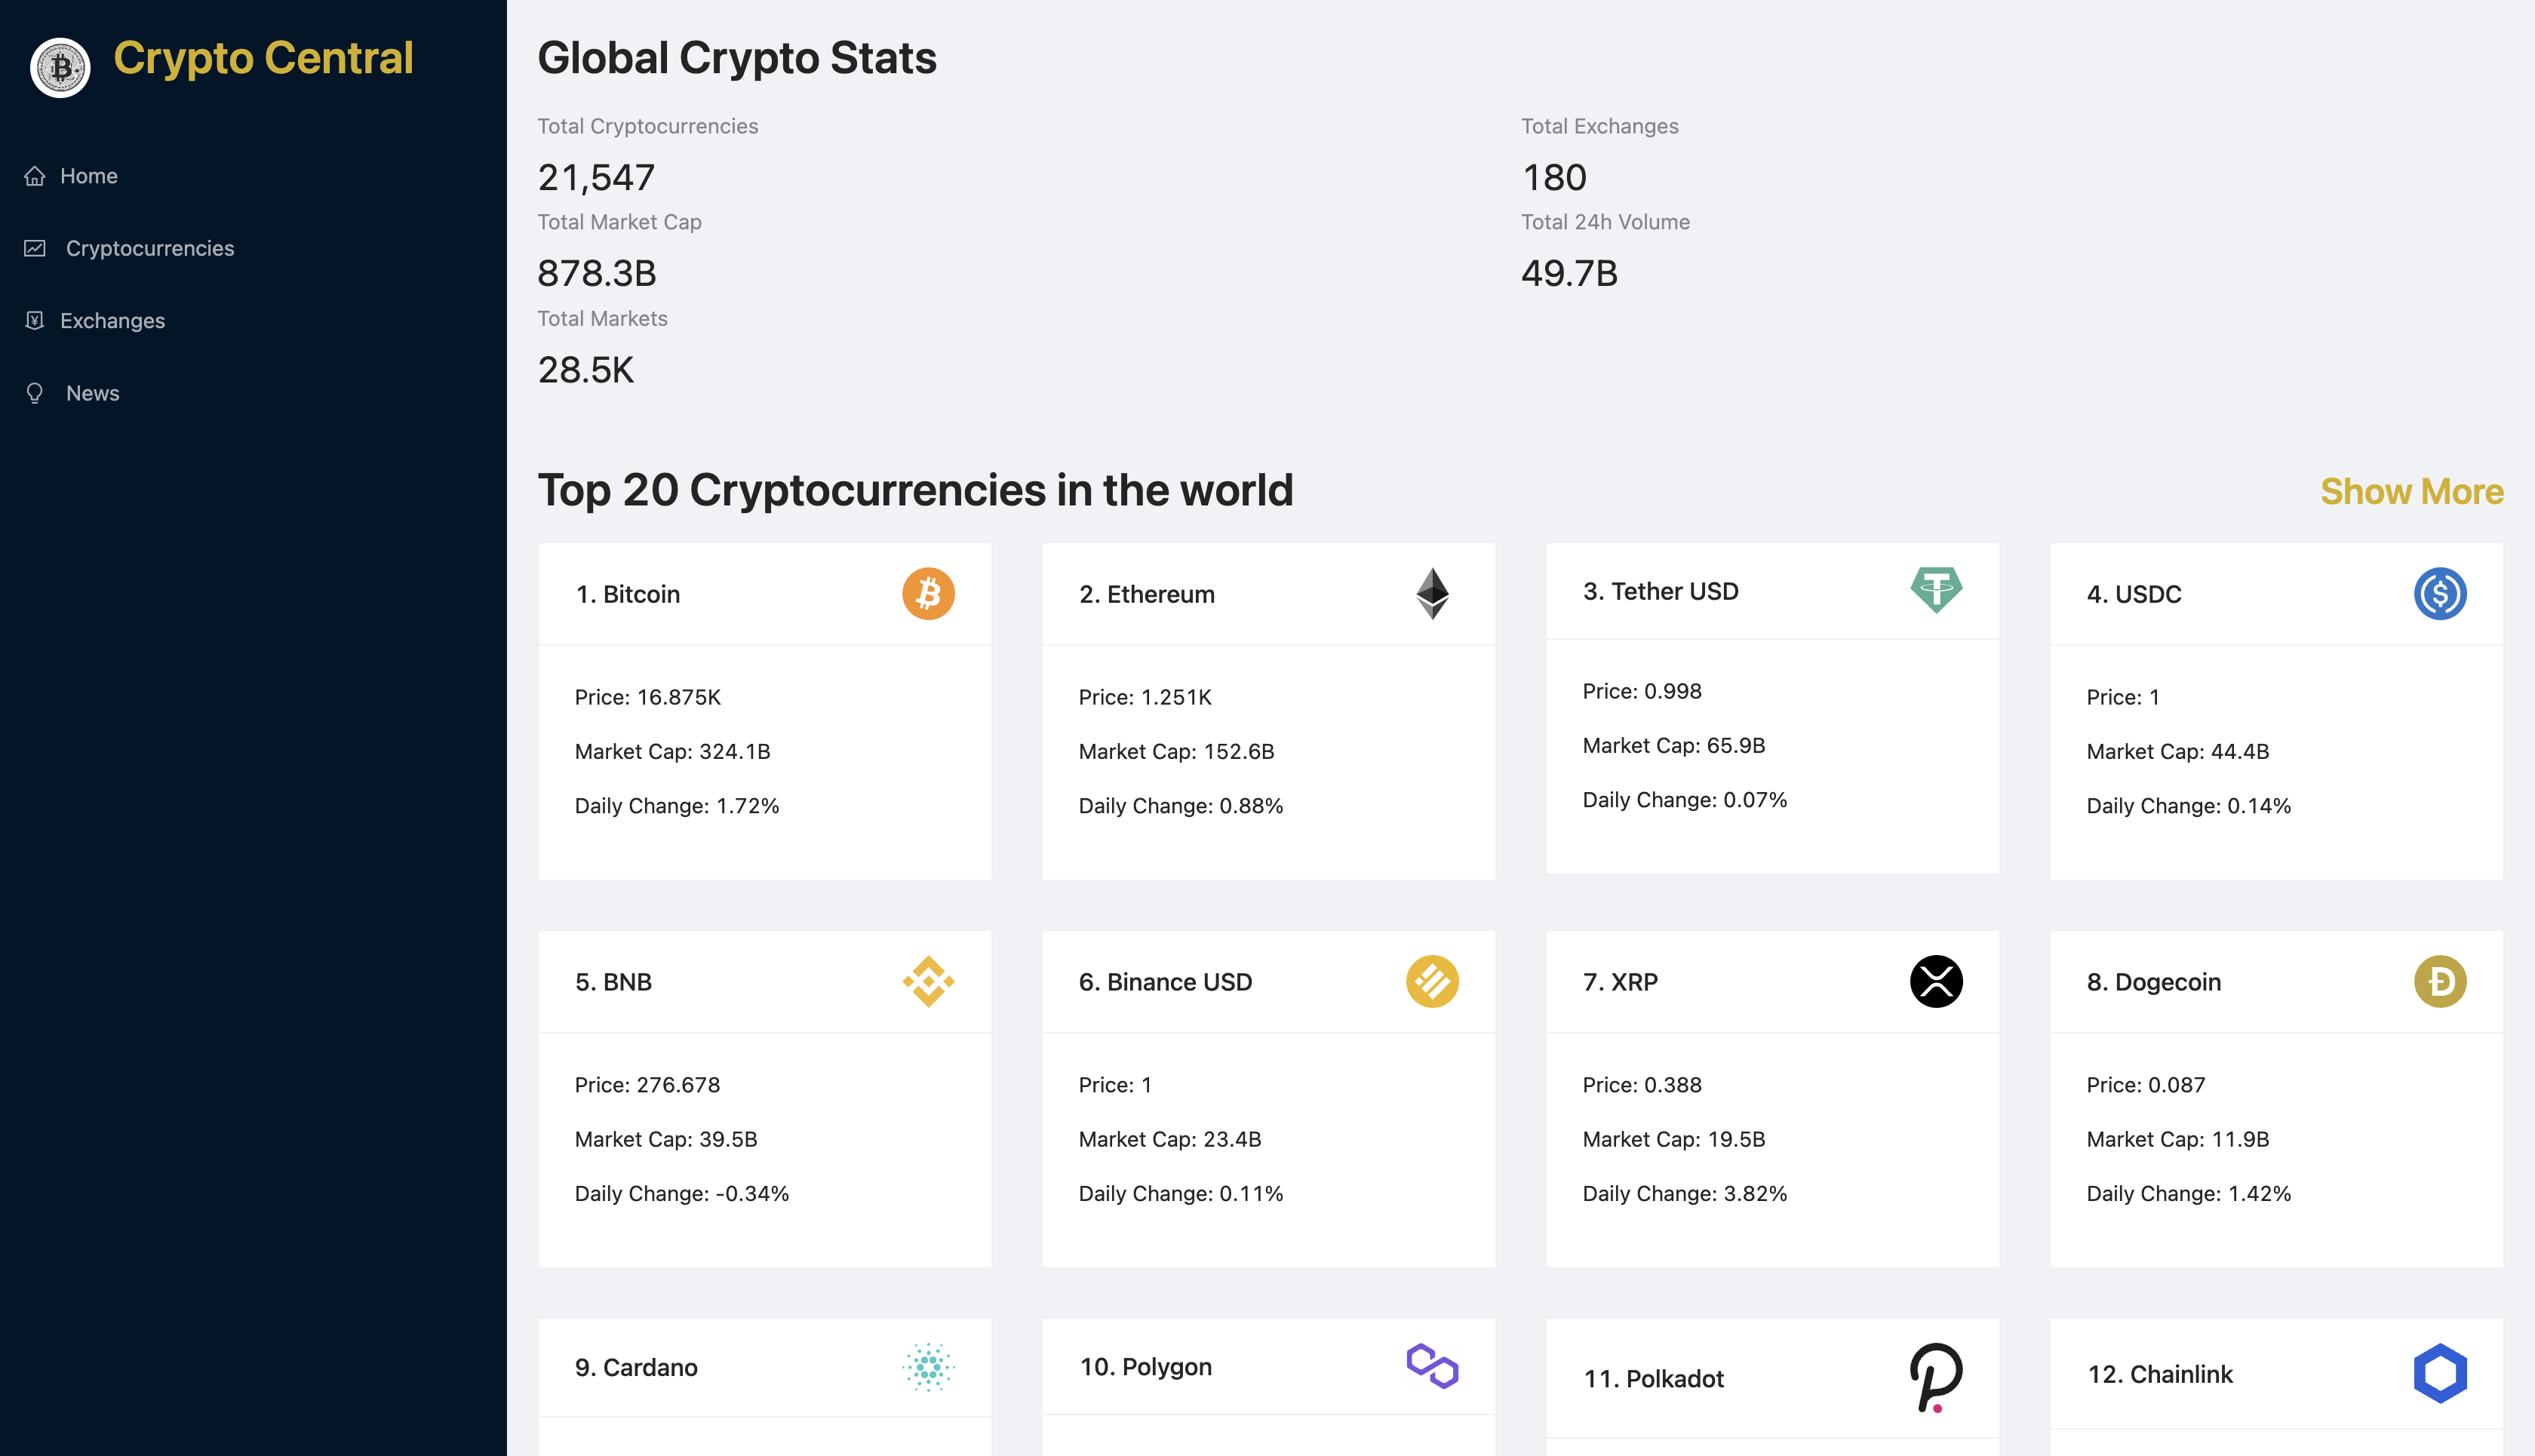 Crypto Central
Home
Cryptocurrencies
Exchanges
News
Global Crypto Stats
Total Cryptocurrencies
21,547
Total Exchanges
180
Total Market Cap
878.3B
Total 24h Volume
49.7B
Total Markets
28.5K
Top 20 Cryptocurrencies in the world
Show More
1. Bitcoin
Price: 16.875K
Market Cap: 324.1B
Daily Change: 1.72%
2. Ethereum
Price: 1.251K
Market Cap: 152.6B
Daily Change: 0.88%
3. Tether USD
Price: 0.998
Market Cap: 65.9B
Daily Change: 0.07%
4. USDC
Price: 1
Market Cap: 44.4B
Daily Change: 0.14%
5. BNB
Price: 276.678
Market Cap: 39.5B
Daily Change: -0.34%
6. Binance USD
Price: 1
Market Cap: 23.4B
Daily Change: 0.11%
7. XRP
Price: 0.388
Market Cap: 19.5B
Daily Change: 3.82%
8. Dogecoin
Price: 0.087
Market Cap: 11.9B
Daily Change: 1.42%
9. Cardano
10. Polygon
11. Polkadot
12. Chainlink